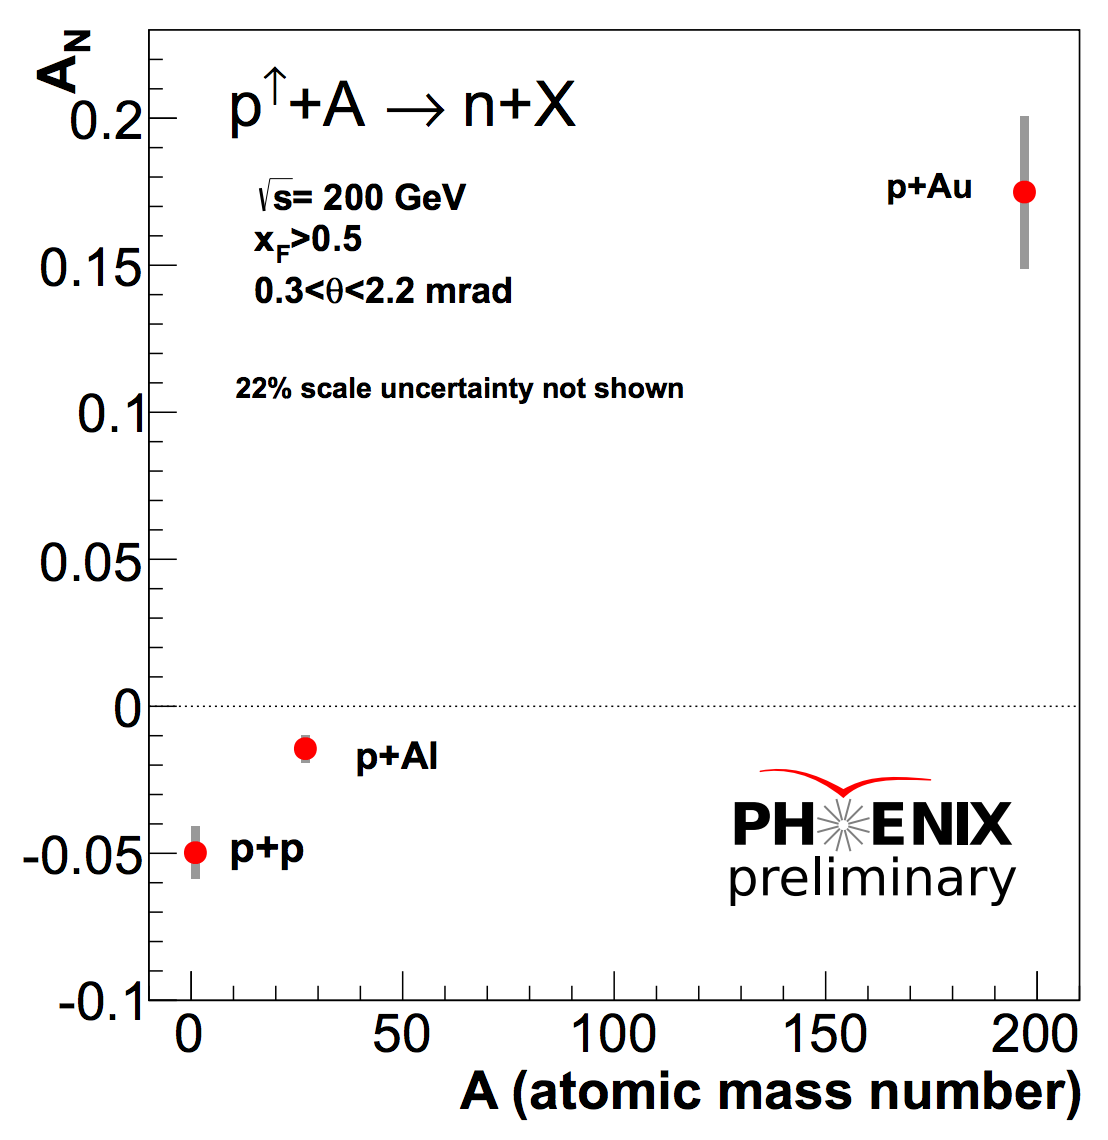 A_N
p↑+A → n+X
√s= 200 GeV
x_F>0.5
0.3<θ<2.2 mrad
22% scale uncertainty not shown
p+Au
p+Al
p+p
PHENIX
preliminary
0.2
0.15
0.1
0.05
0
-0.05
-0.1
0 50 100 150 200
A (atomic mass number)